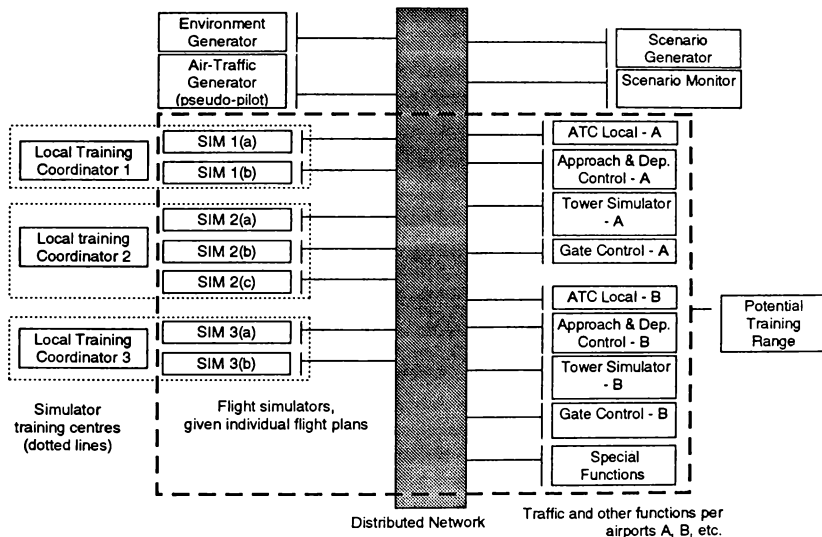 Environment
Generator
Air-Traffic
Generator
(pseudo-pilot)
Scenario
Generator
Scenario Monitor
Local Training
Coordinator 1
SIM 1(a)
SIM 1(b)
Local training
Coordinator 2
SIM 2(a)
SIM 2(b)
SIM 2(c)
Local Training
Coordinator 3
SIM 3(a)
SIM 3(b)
ATC Local - A
Approach & Dep.
Control - A
Tower Simulator
- A
Gate Control - A
ATC Local - B
Approach & Dep.
Control - B
Tower Simulator
- B
Gate Control - B
Special
Functions
Potential
Training
Range
Simulator
training centres
(dotted lines)
Flight simulators,
given individual flight plans
Distributed Network
Traffic and other functions per
airports A, B, etc.